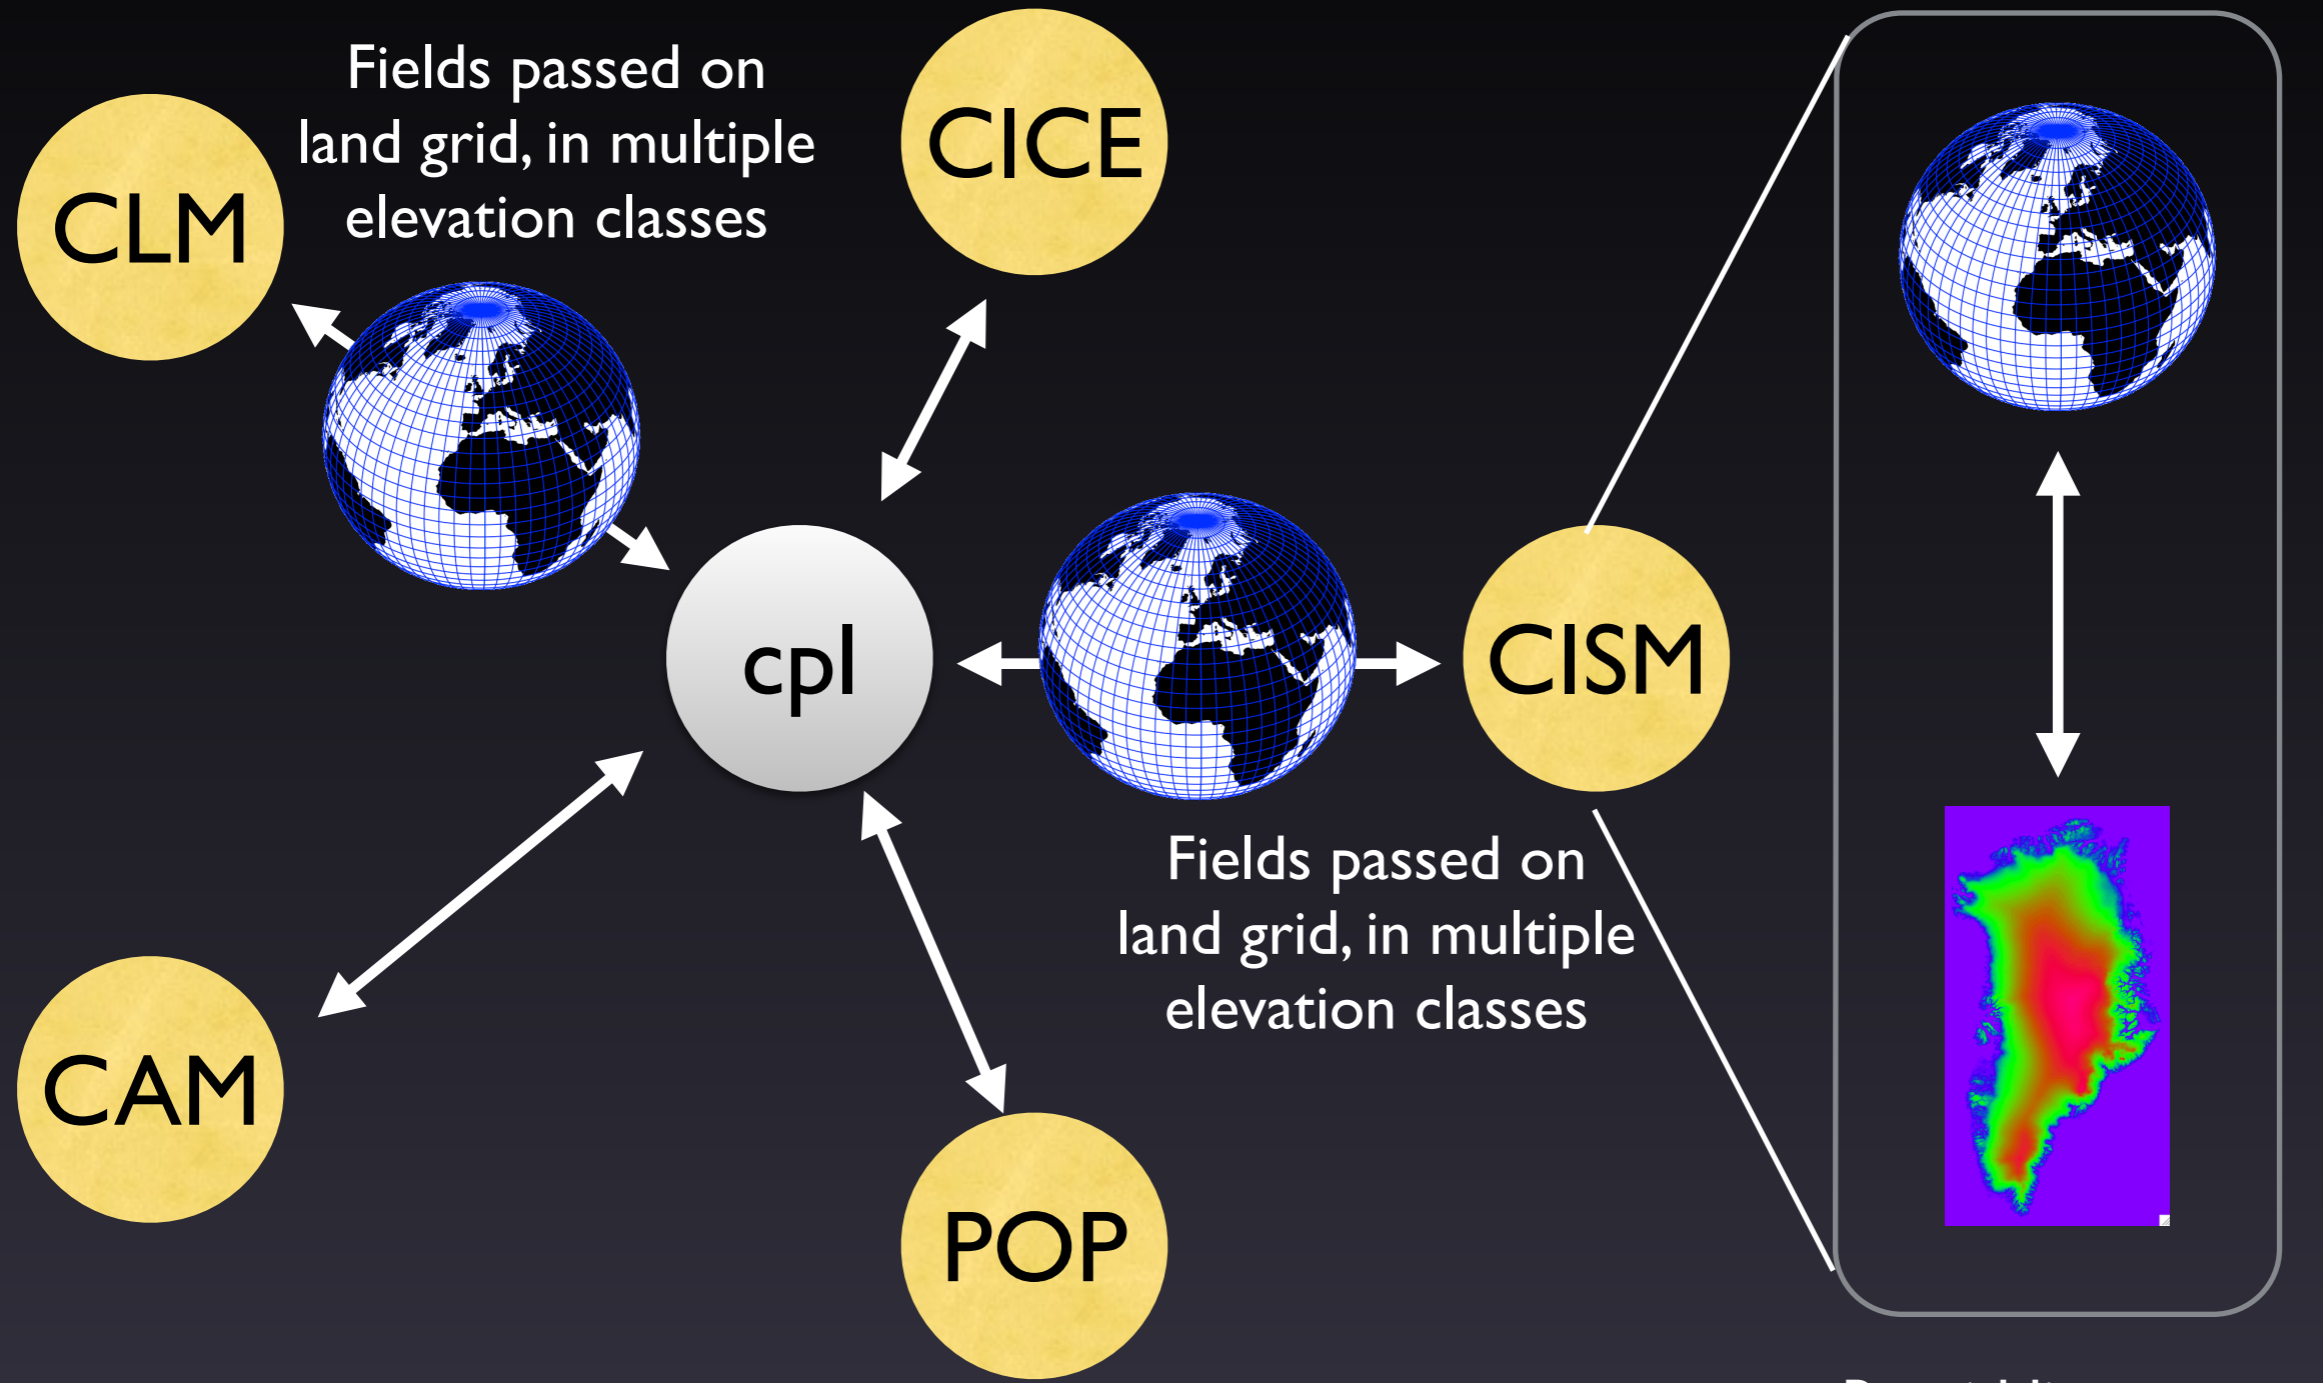 Fields passed on
land grid, in multiple
elevation classes
CICE
CLM
cpl
CISM
Fields passed on
land grid, in multiple
elevation classes
CAM
POP